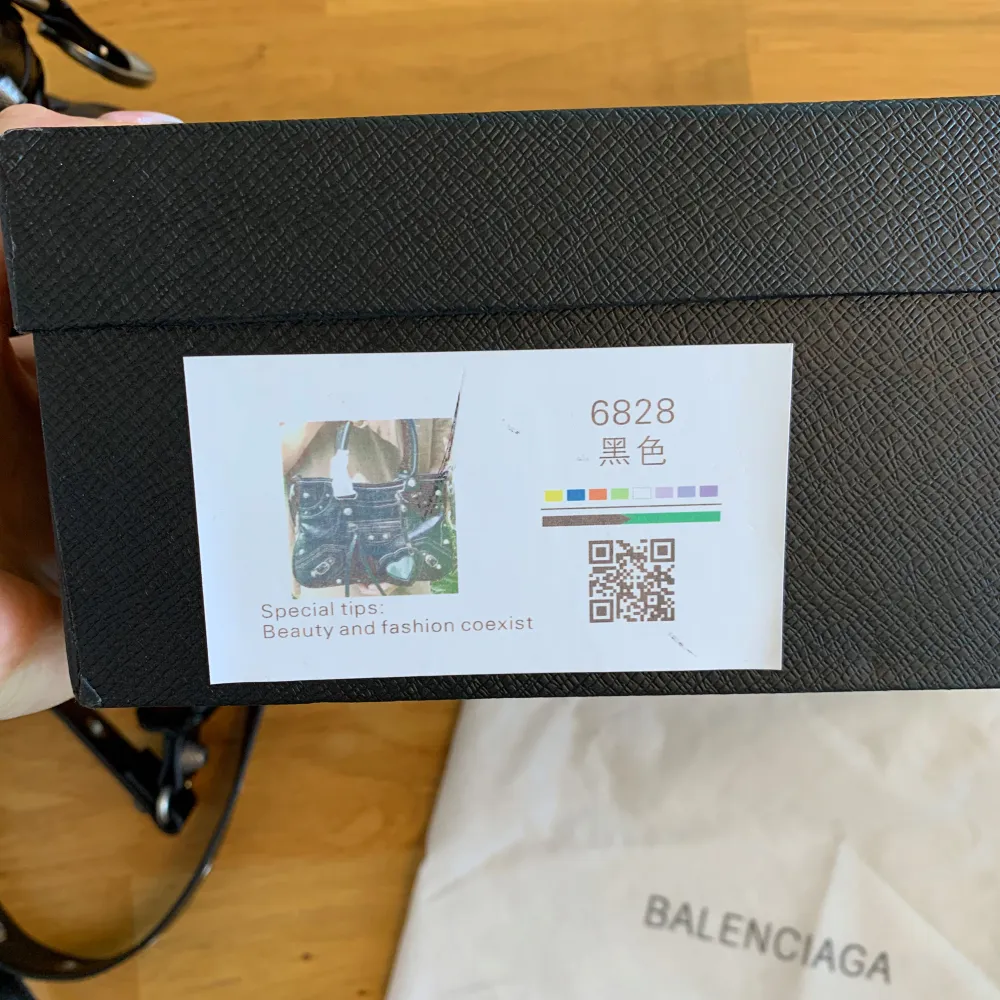 6828
黑色
Special tips:
Beauty and fashion coexist
BALENCIAGA